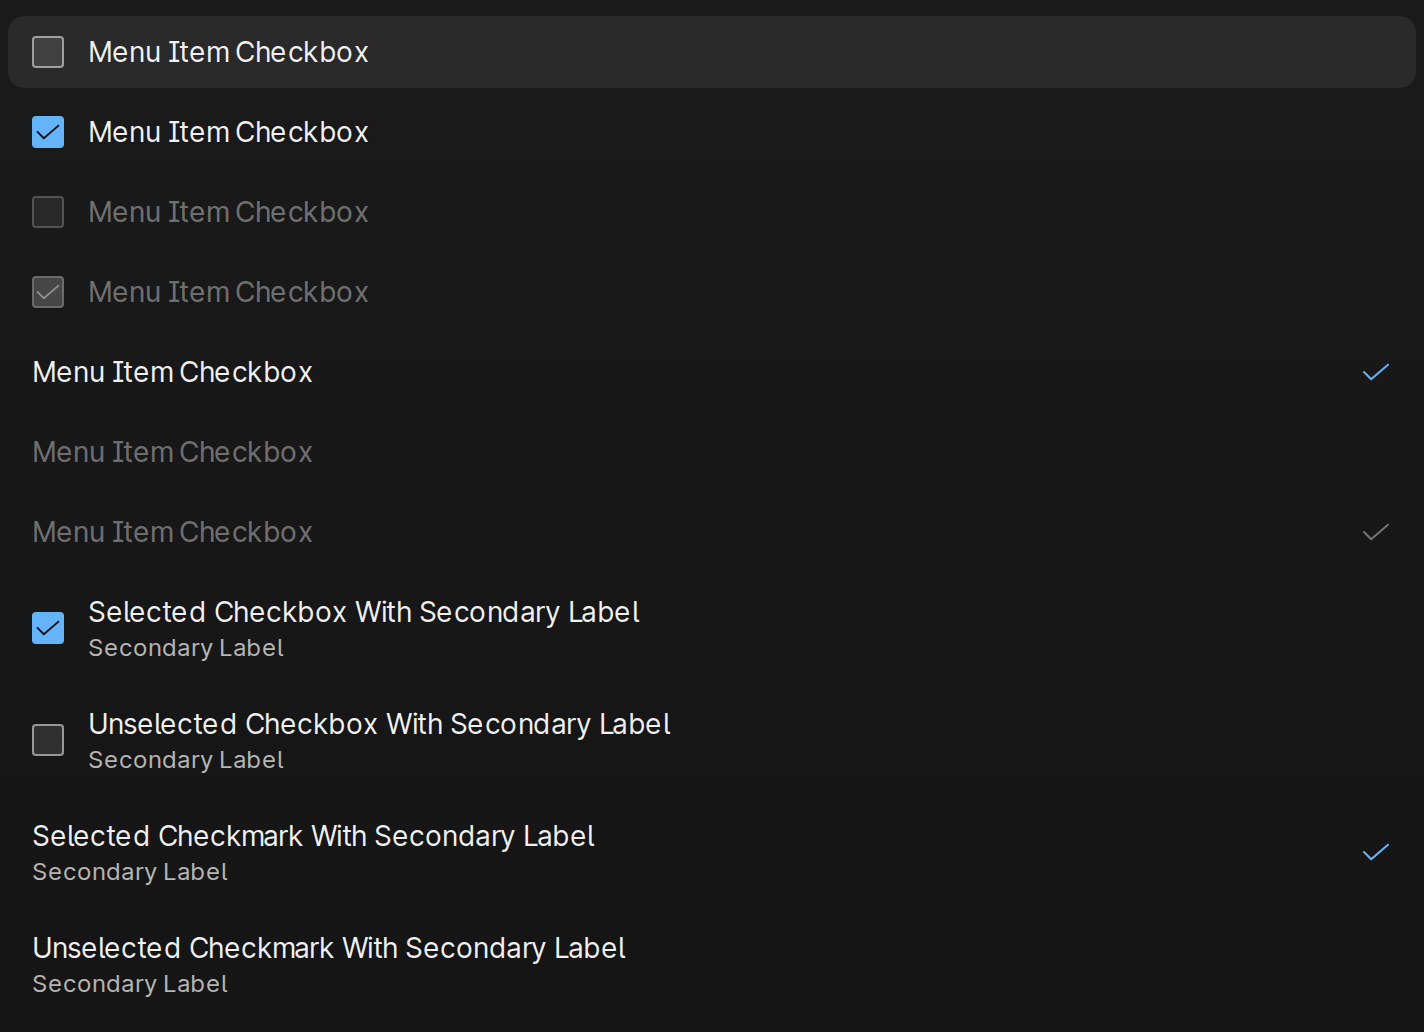 Menu Item Checkbox
Menu Item Checkbox
Menu Item Checkbox
Menu Item Checkbox
Menu Item Checkbox
Menu Item Checkbox
Menu Item Checkbox
Selected Checkbox With Secondary Label
Secondary Label
Unselected Checkbox With Secondary Label
Secondary Label
Selected Checkmark With Secondary Label
Secondary Label
Unselected Checkmark With Secondary Label
Secondary Label